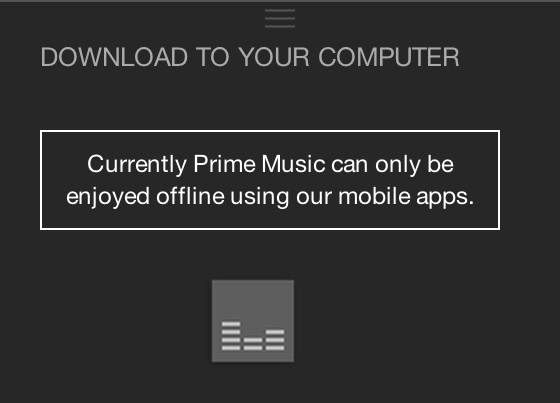 DOWNLOAD TO YOUR COMPUTER
Currently Prime Music can only be
enjoyed offline using our mobile apps.